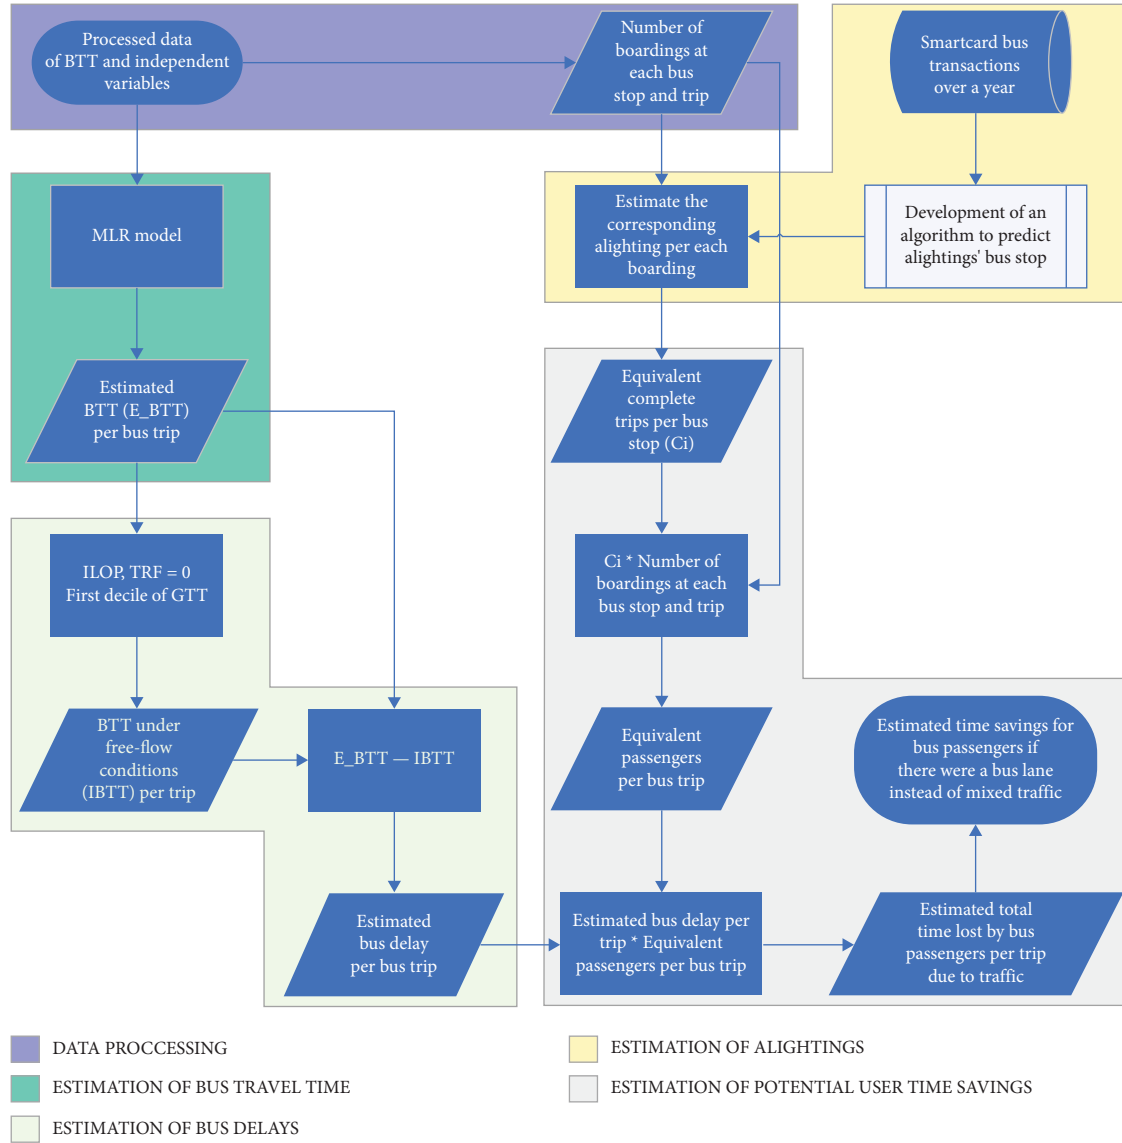 Processed data
of BTT and independent
variables
Number of
boardings at
each bus
stop and trip
Smartcard bus
transactions
over a year
MLR model
Estimate the
corresponding
alighting per each
boarding
Development of an
algorithm to predict
alightings' bus stop
Estimated
BTT (E_BTT)
per bus trip
Equivalent
complete
trips per bus
stop (Ci)
ILOP, TRF = 0
First decile of GTT
Ci * Number of
boardings at each
bus stop and trip
BTT under
free-flow
conditions
(IBTT) per trip
E_BTT — IBTT
Equivalent
passengers
per bus trip
Estimated time savings for
bus passengers if
there were a bus lane
instead of mixed traffic
Estimated
bus delay
per bus trip
Estimated bus delay per
trip * Equivalent
passengers per bus trip
Estimated total
time lost by bus
passengers per trip
due to traffic
DATA PROCCESSING
ESTIMATION OF BUS TRAVEL TIME
ESTIMATION OF BUS DELAYS
ESTIMATION OF ALIGHTINGS
ESTIMATION OF POTENTIAL USER TIME SAVINGS